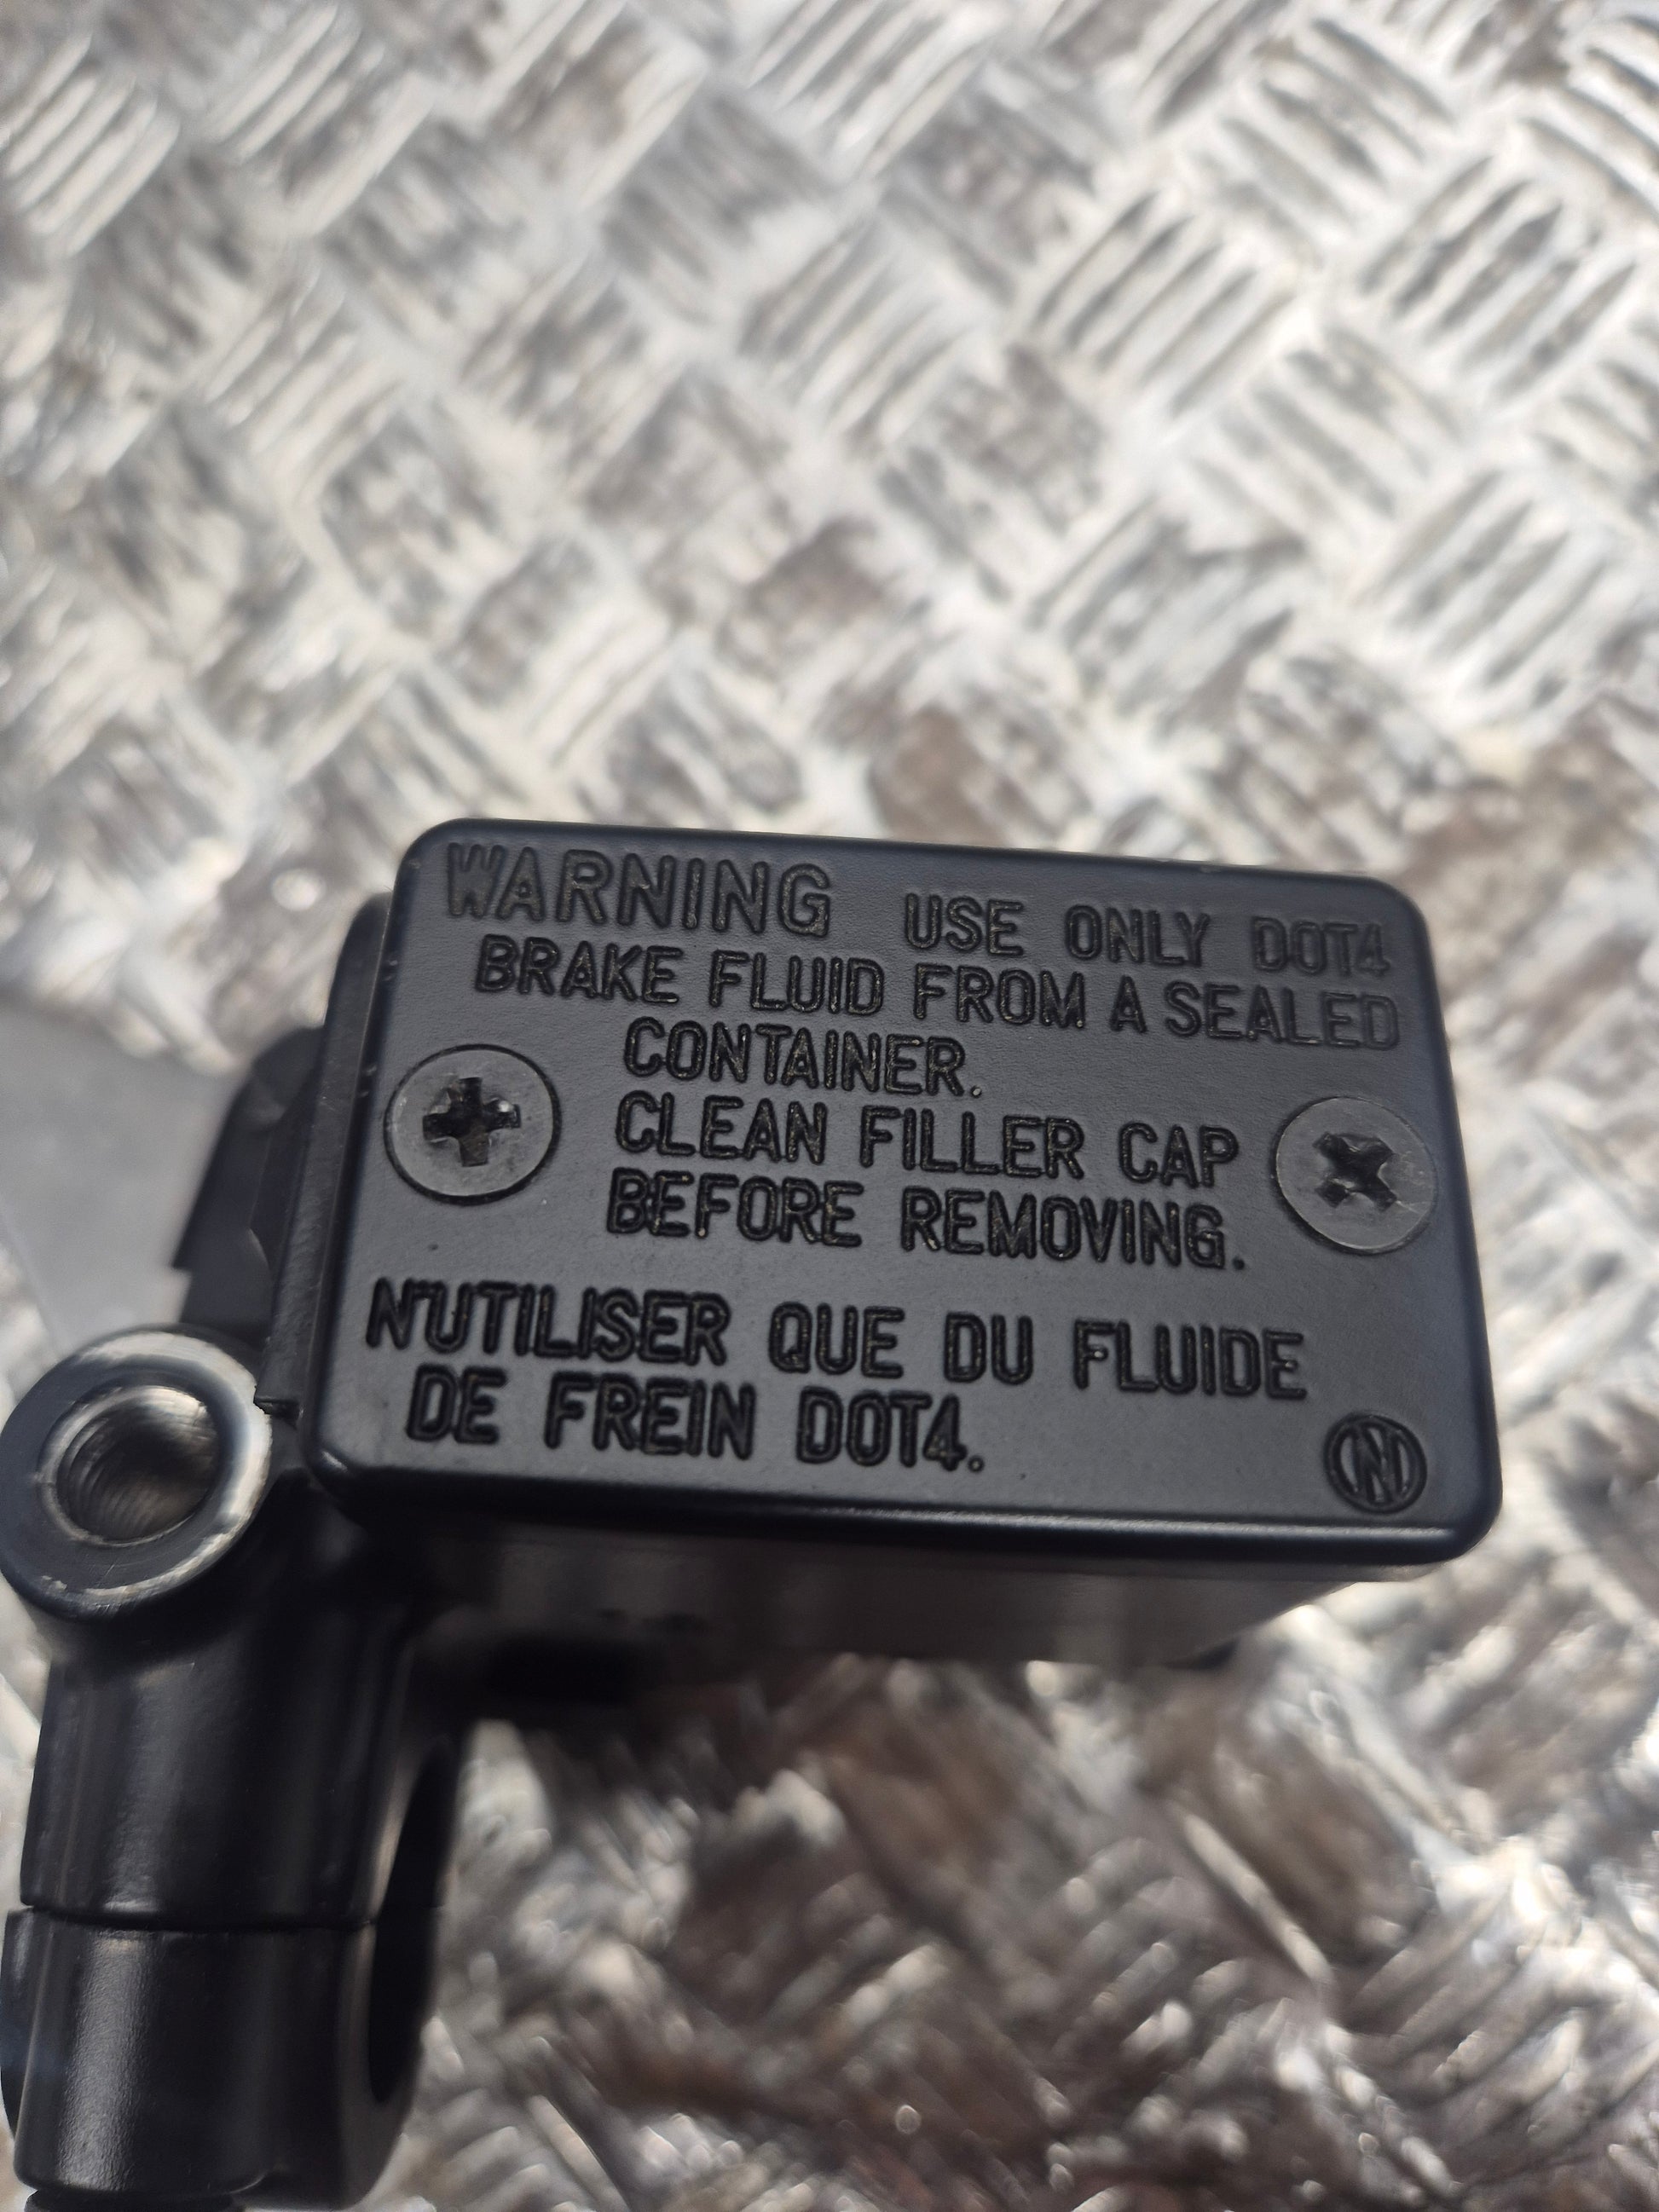 WARNING USE ONLY DOT4
BRAKE FLUID FROM A SEALED
CONTAINER.
CLEAN FILLER CAP
BEFORE REMOVING.
N'UTILISER QUE DU FLUIDE
DE FREIN DOT4.
N